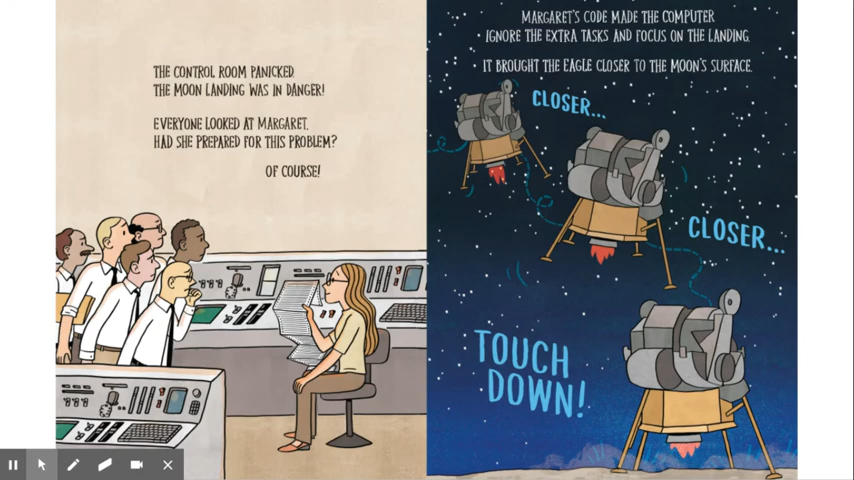 THE CONTROL ROOM PANICKED.
THE MOON LANDING WAS IN DANGER!
EVERYONE LOOKED AT MARGARET.
HAD SHE PREPARED FOR THIS PROBLEM?
OF COURSE!
MARGARET'S CODE MADE THE COMPUTER
IGNORE THE EXTRA TASKS AND FOCUS ON THE LANDING.
IT BROUGHT THE EAGLE CLOSER TO THE MOON'S SURFACE.
CLOSER...
CLOSER...
TOUCH
DOWN!